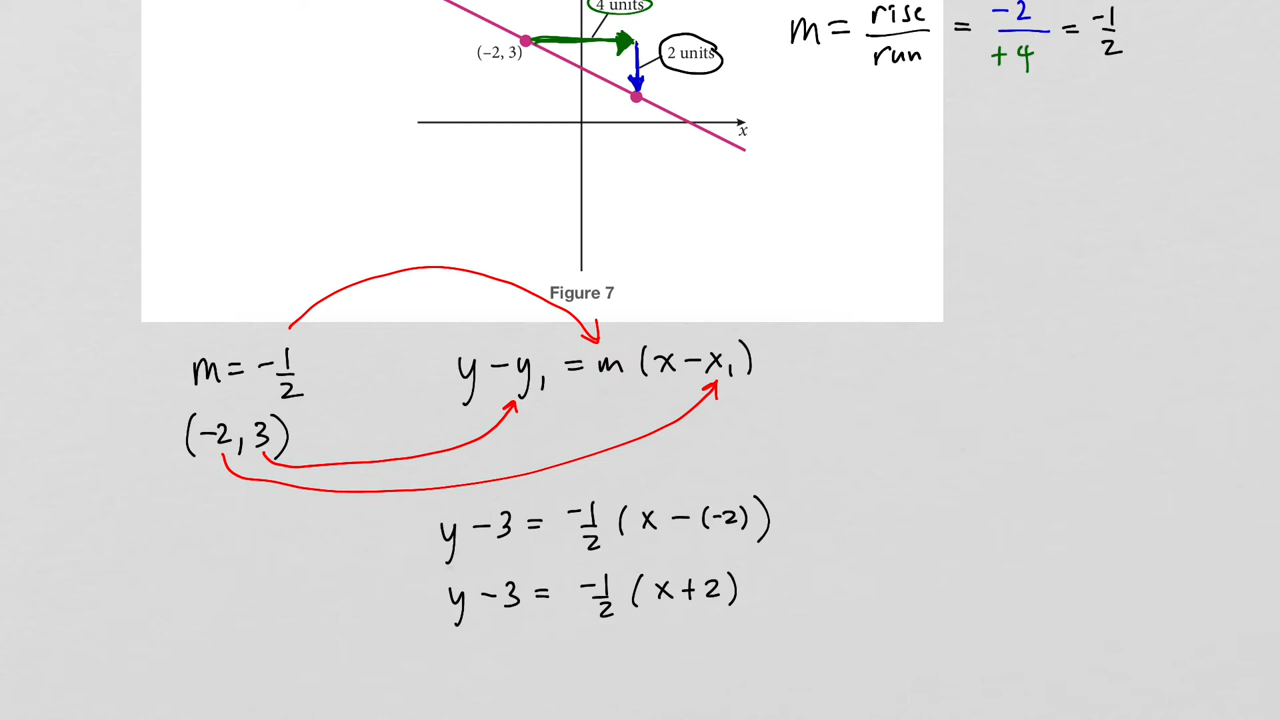 4 units
m = rise/run = -2/+4 = -1/2
(–2, 3)
2 units
x
Figure 7
m = -1/2
y - y₁ = m (x - x₁)
(-2, 3)
y - 3 = -1/2 (x - (-2))
y - 3 = -1/2 (x + 2)